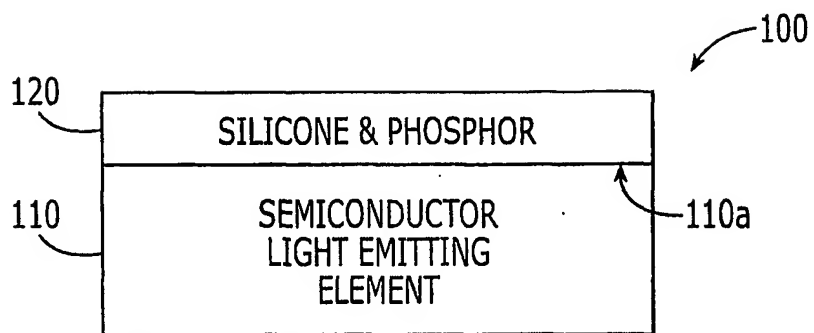 100
120
SILICONE & PHOSPHOR
110
SEMICONDUCTOR
LIGHT EMITTING
ELEMENT
110a